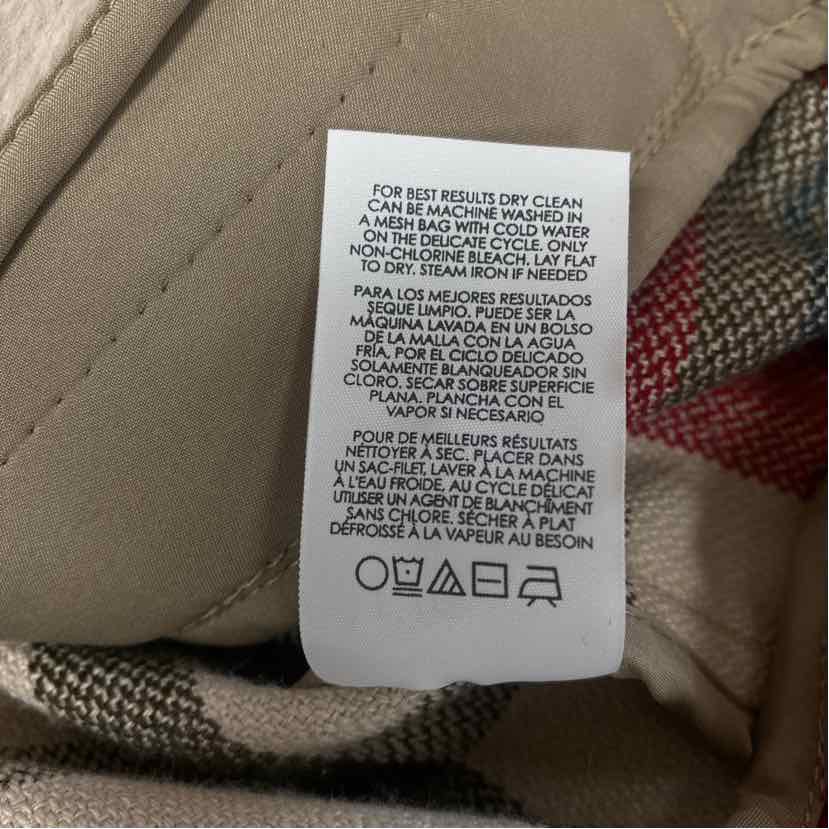 FOR BEST RESULTS DRY CLEAN
CAN BE MACHINE WASHED IN
A MESH BAG WITH COLD WATER
ON THE DELICATE CYCLE. ONLY
NON-CHLORINE BLEACH. LAY FLAT
TO DRY. STEAM IRON IF NEEDED
PARA LOS MEJORES RESULTADOS
SEQUE LIMPIO. PUEDE SER LA
MÁQUINA LAVADA EN UN BOLSO
DE LA MALLA CON LA AGUA
FRÍA, POR EL CICLO DELICADO
SOLAMENTE BLANQUEADOR SIN
CLORO. SECAR SOBRE SUPERFICIE
PLANA. PLANCHA CON EL
VAPOR SI NECESARIO
POUR DE MEILLEURS RÉSULTATS
NÉTTOYER À SEC. PLACER DANS
UN SAC-FILET, LAVER À LA MACHINE
À L'EAU FROIDE, AU CYCLE DÉLICAT
UTILISER UN AGENT DE BLANCHÎMENT
SANS CHLORE. SÉCHER À PLAT
DÉFROISSÉ À LA VAPEUR AU BESOIN